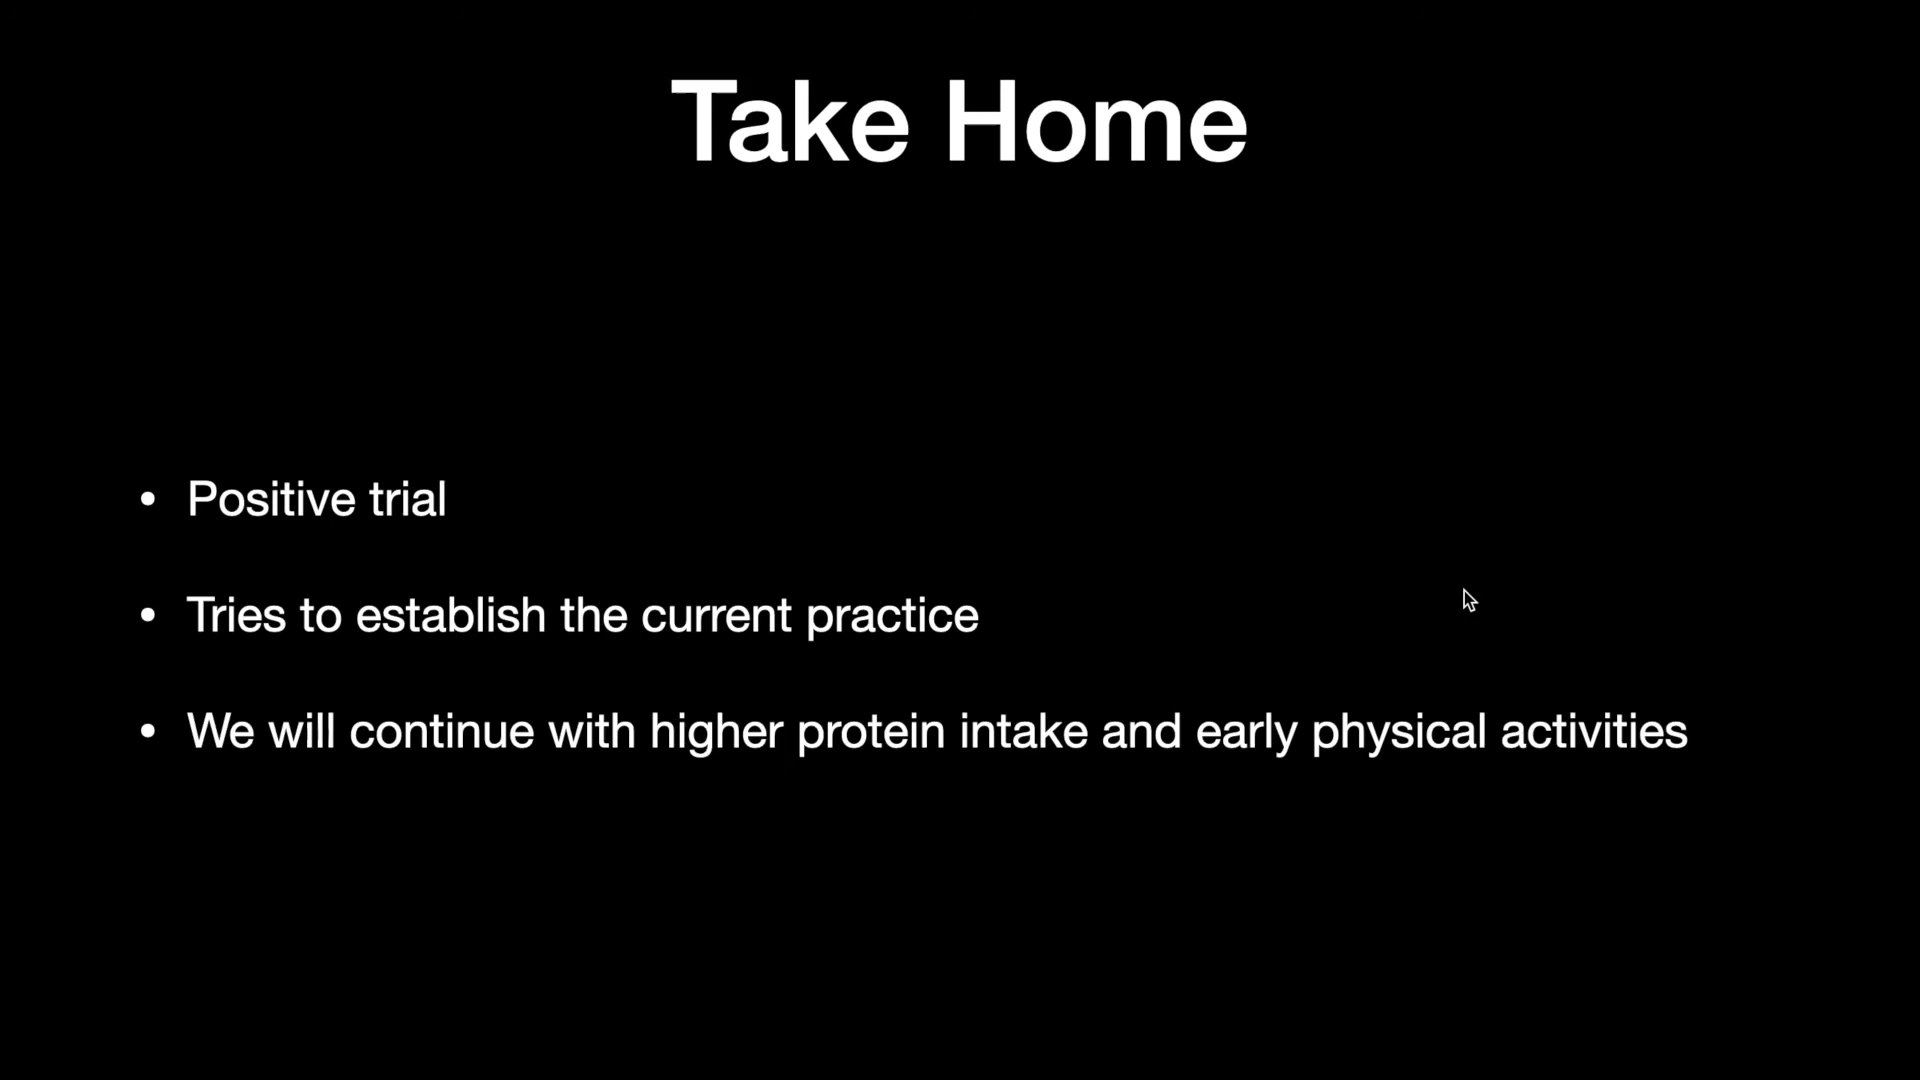 Take Home
• Positive trial
• Tries to establish the current practice
• We will continue with higher protein intake and early physical activities